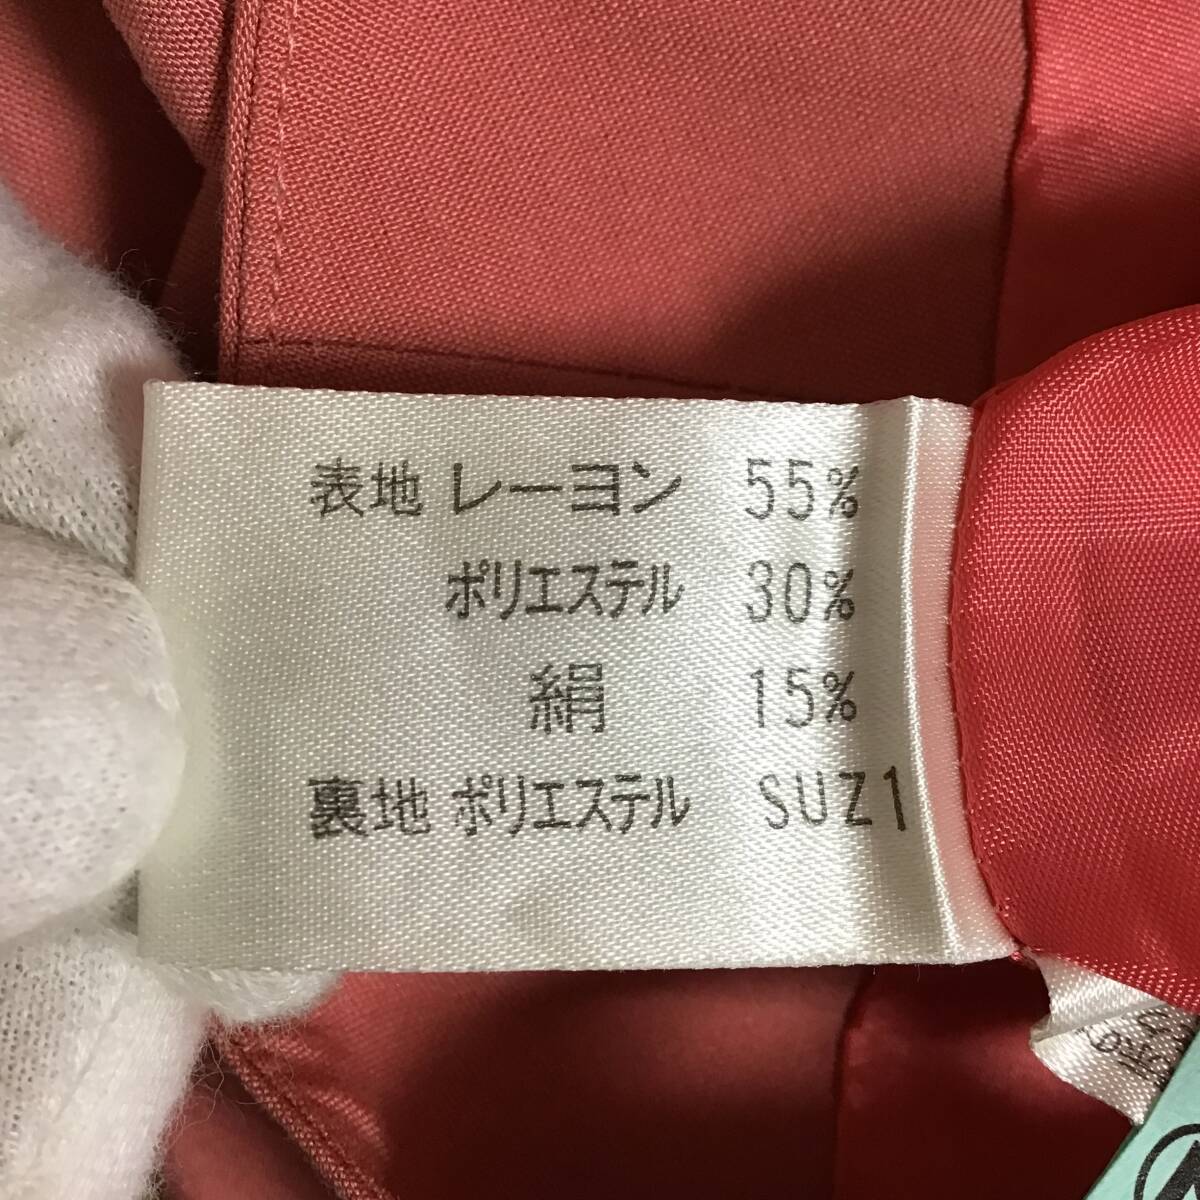 表地 レーヨン 55%
ポリエステル 30%
絹 15%
裏地 ポリエステル SUZ1